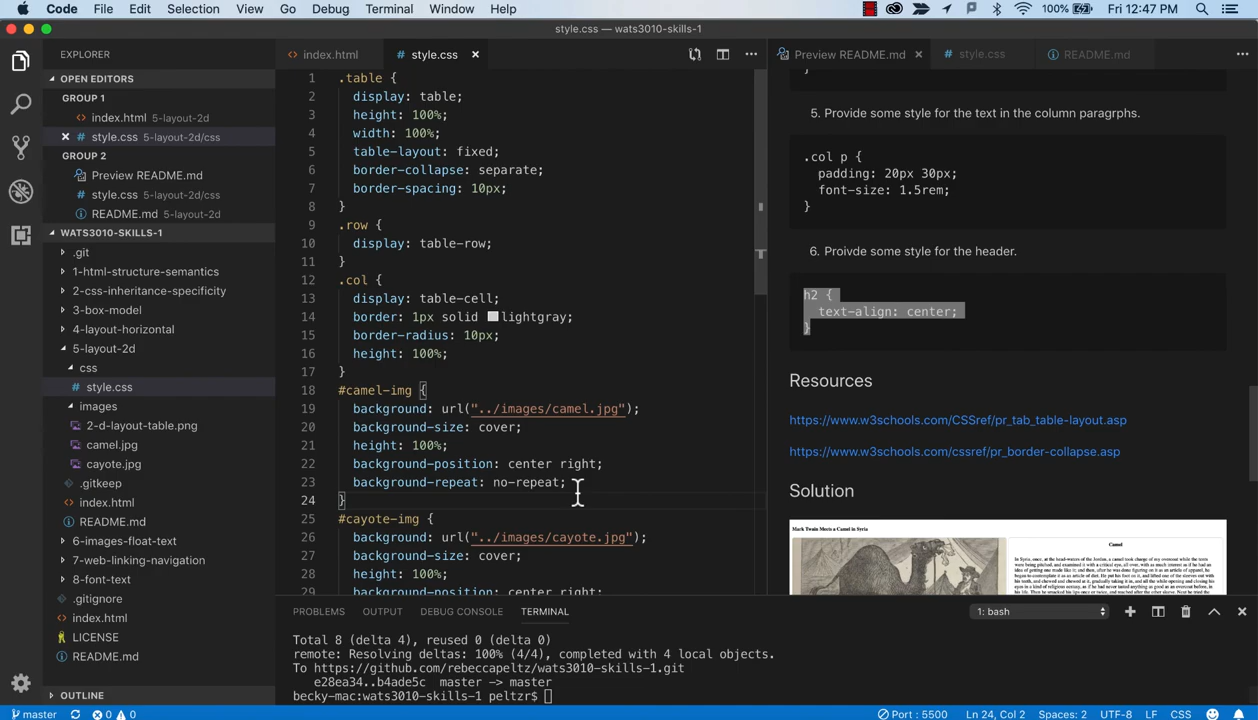 Code File Edit Selection View Go Debug Terminal Window Help 100% Fri 12:47 PM
style.css — wats3010-skills-1
EXPLORER
OPEN EDITORS
GROUP 1
index.html 5-layout-2d
style.css 5-layout-2d/css
GROUP 2
Preview README.md
style.css 5-layout-2d/css
README.md 5-layout-2d
WATS3010-SKILLS-1
.git
1-html-structure-semantics
2-css-inheritance-specificity
3-box-model
4-layout-horizontal
5-layout-2d
css
style.css
images
2-d-layout-table.png
camel.jpg
cayote.jpg
.gitkeep
index.html
README.md
6-images-float-text
7-web-linking-navigation
8-font-text
.gitignore
index.html
LICENSE
README.md
OUTLINE
index.html
style.css
1 .table {
2 display: table;
3 height: 100%;
4 width: 100%;
5 table-layout: fixed;
6 border-collapse: separate;
7 border-spacing: 10px;
8 }
9 .row {
10 display: table-row;
11 }
12 .col {
13 display: table-cell;
14 border: 1px solid lightgray;
15 border-radius: 10px;
16 height: 100%;
17 }
18 #camel-img {
19 background: url("../images/camel.jpg");
20 background-size: cover;
21 height: 100%;
22 background-position: center right;
23 background-repeat: no-repeat;
24 }
25 #cayote-img {
26 background: url("../images/cayote.jpg");
27 background-size: cover;
28 height: 100%;
29 background-position: center right;
Preview README.md
style.css
README.md
}
5. Provide some style for the text in the column paragrphs.
.col p {
padding: 20px 30px;
font-size: 1.5rem;
}
6. Proivde some style for the header.
h2 {
text-align: center;
}
Resources
https://www.w3schools.com/CSSref/pr_tab_table-layout.asp
https://www.w3schools.com/cssref/pr_border-collapse.asp
Solution
Mark Twain Meets a Camel in Syria
Camel
PROBLEMS OUTPUT DEBUG CONSOLE TERMINAL 1: bash
Total 8 (delta 4), reused 0 (delta 0)
remote: Resolving deltas: 100% (4/4), completed with 4 local objects.
To https://github.com/rebeccapeltz/wats3010-skills-1.git
e28ea34..b4ade5c master -> master
becky-mac:wats3010-skills-1 peltzr$
master 0 0 Port : 5500 Ln 24, Col 2 Spaces: 2 UTF-8 LF CSS